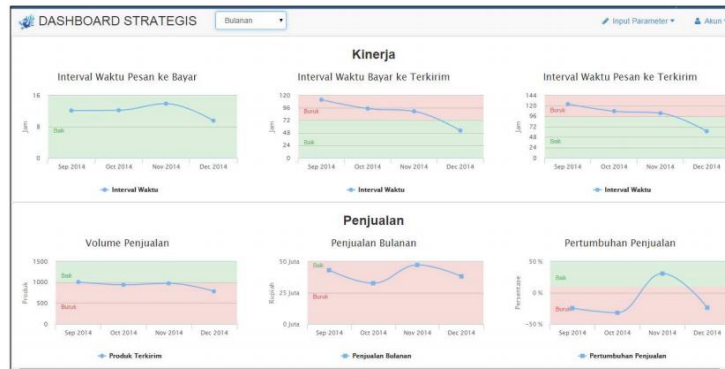 DASHBOARD STRATEGIS
Bulanan
Input Parameter
Akun
Kinerja
Interval Waktu Pesan ke Bayar
Jam
16
8
0
Baik
Sep 2014 Oct 2014 Nov 2014 Dec 2014
Interval Waktu
Interval Waktu Bayar ke Terkirim
Jam
120
96
72
48
24
0
Buruk
Baik
Sep 2014 Oct 2014 Nov 2014 Dec 2014
Interval Waktu
Interval Waktu Pesan ke Terkirim
Jam
144
120
96
72
48
24
0
Buruk
Baik
Sep 2014 Oct 2014 Nov 2014 Dec 2014
Interval Waktu
Penjualan
Volume Penjualan
Produk
1500
1000
500
0
Baik
Buruk
Sep 2014 Oct 2014 Nov 2014 Dec 2014
Produk Terkirim
Penjualan Bulanan
Rupiah
50 Juta
25 Juta
0 Juta
Baik
Buruk
Sep 2014 Oct 2014 Nov 2014 Dec 2014
Penjualan Bulanan
Pertumbuhan Penjualan
Persentase
50 %
0 %
-50 %
Baik
Buruk
Sep 2014 Oct 2014 Nov 2014 Dec 2014
Pertumbuhan Penjualan